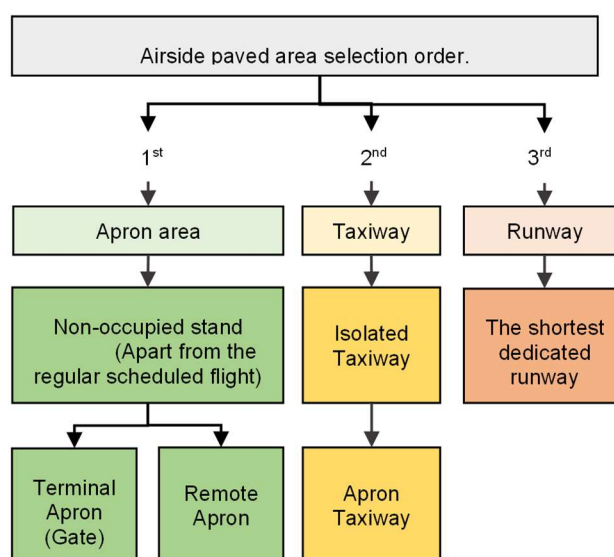 Airside paved area selection order.
1st
2nd
3rd
Apron area
Taxiway
Runway
Non-occupied stand
(Apart from the
regular scheduled flight)
Isolated
Taxiway
The shortest
dedicated
runway
Terminal
Apron
(Gate)
Remote
Apron
Apron
Taxiway